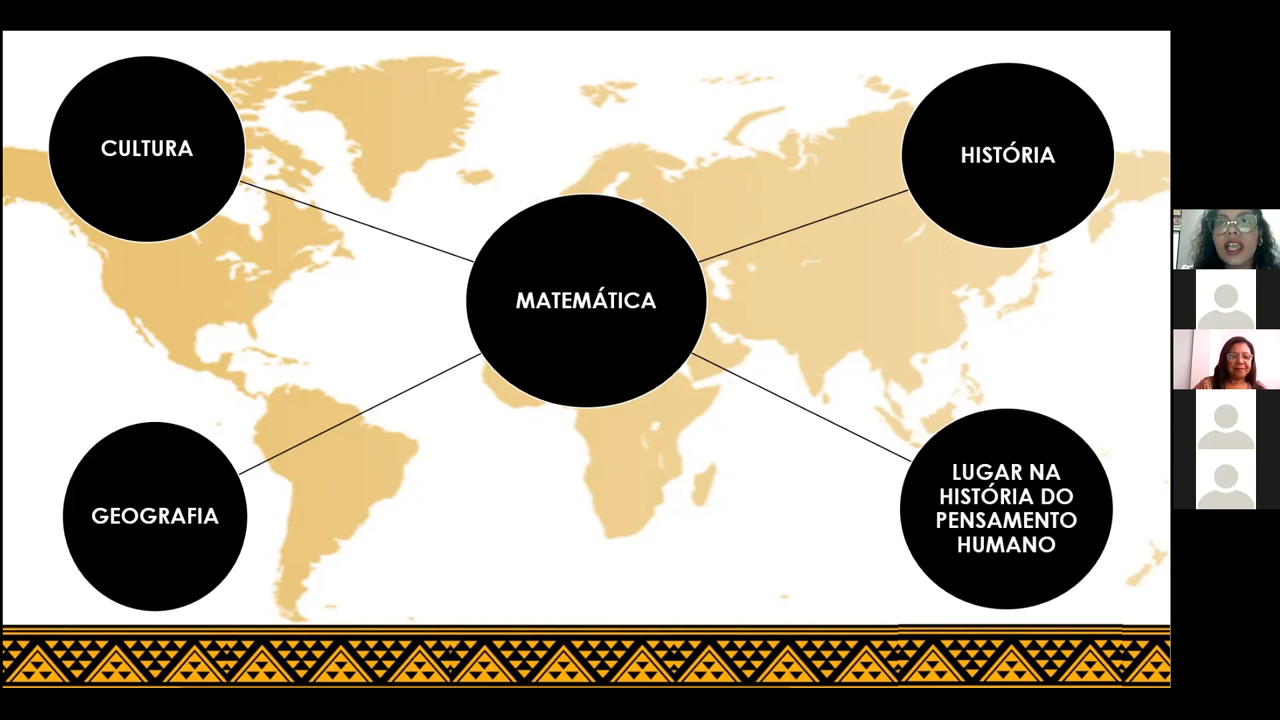 CULTURA
HISTÓRIA
MATEMÁTICA
GEOGRAFIA
LUGAR NA
HISTÓRIA DO
PENSAMENTO
HUMANO